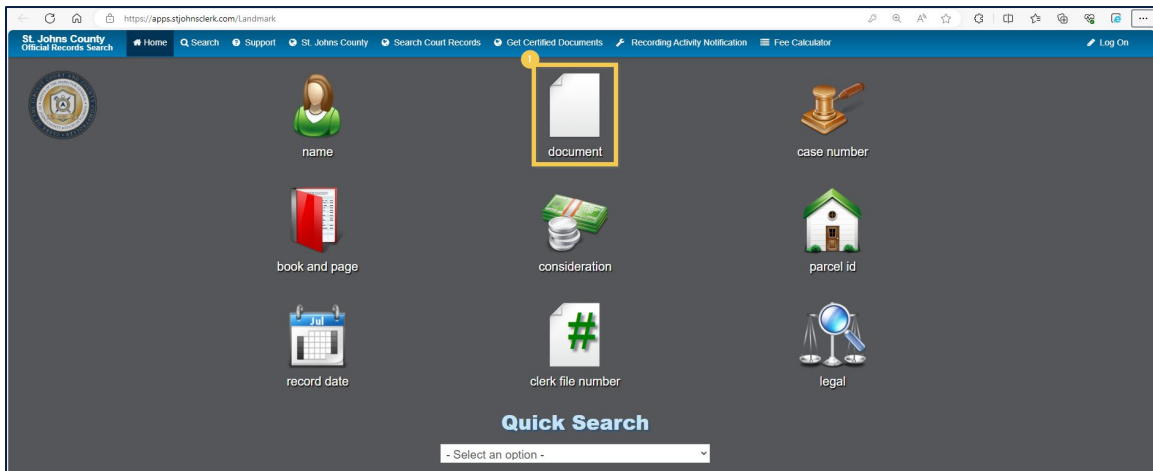 https://apps.stjohnsclerk.com/Landmark
St. Johns County
Official Records Search
Home
Search
Support
St. Johns County
Search Court Records
Get Certified Documents
Recording Activity Notification
Fee Calculator
Log On
1
name
document
case number
book and page
consideration
parcel id
Jul
record date
#
clerk file number
legal
Quick Search
- Select an option -